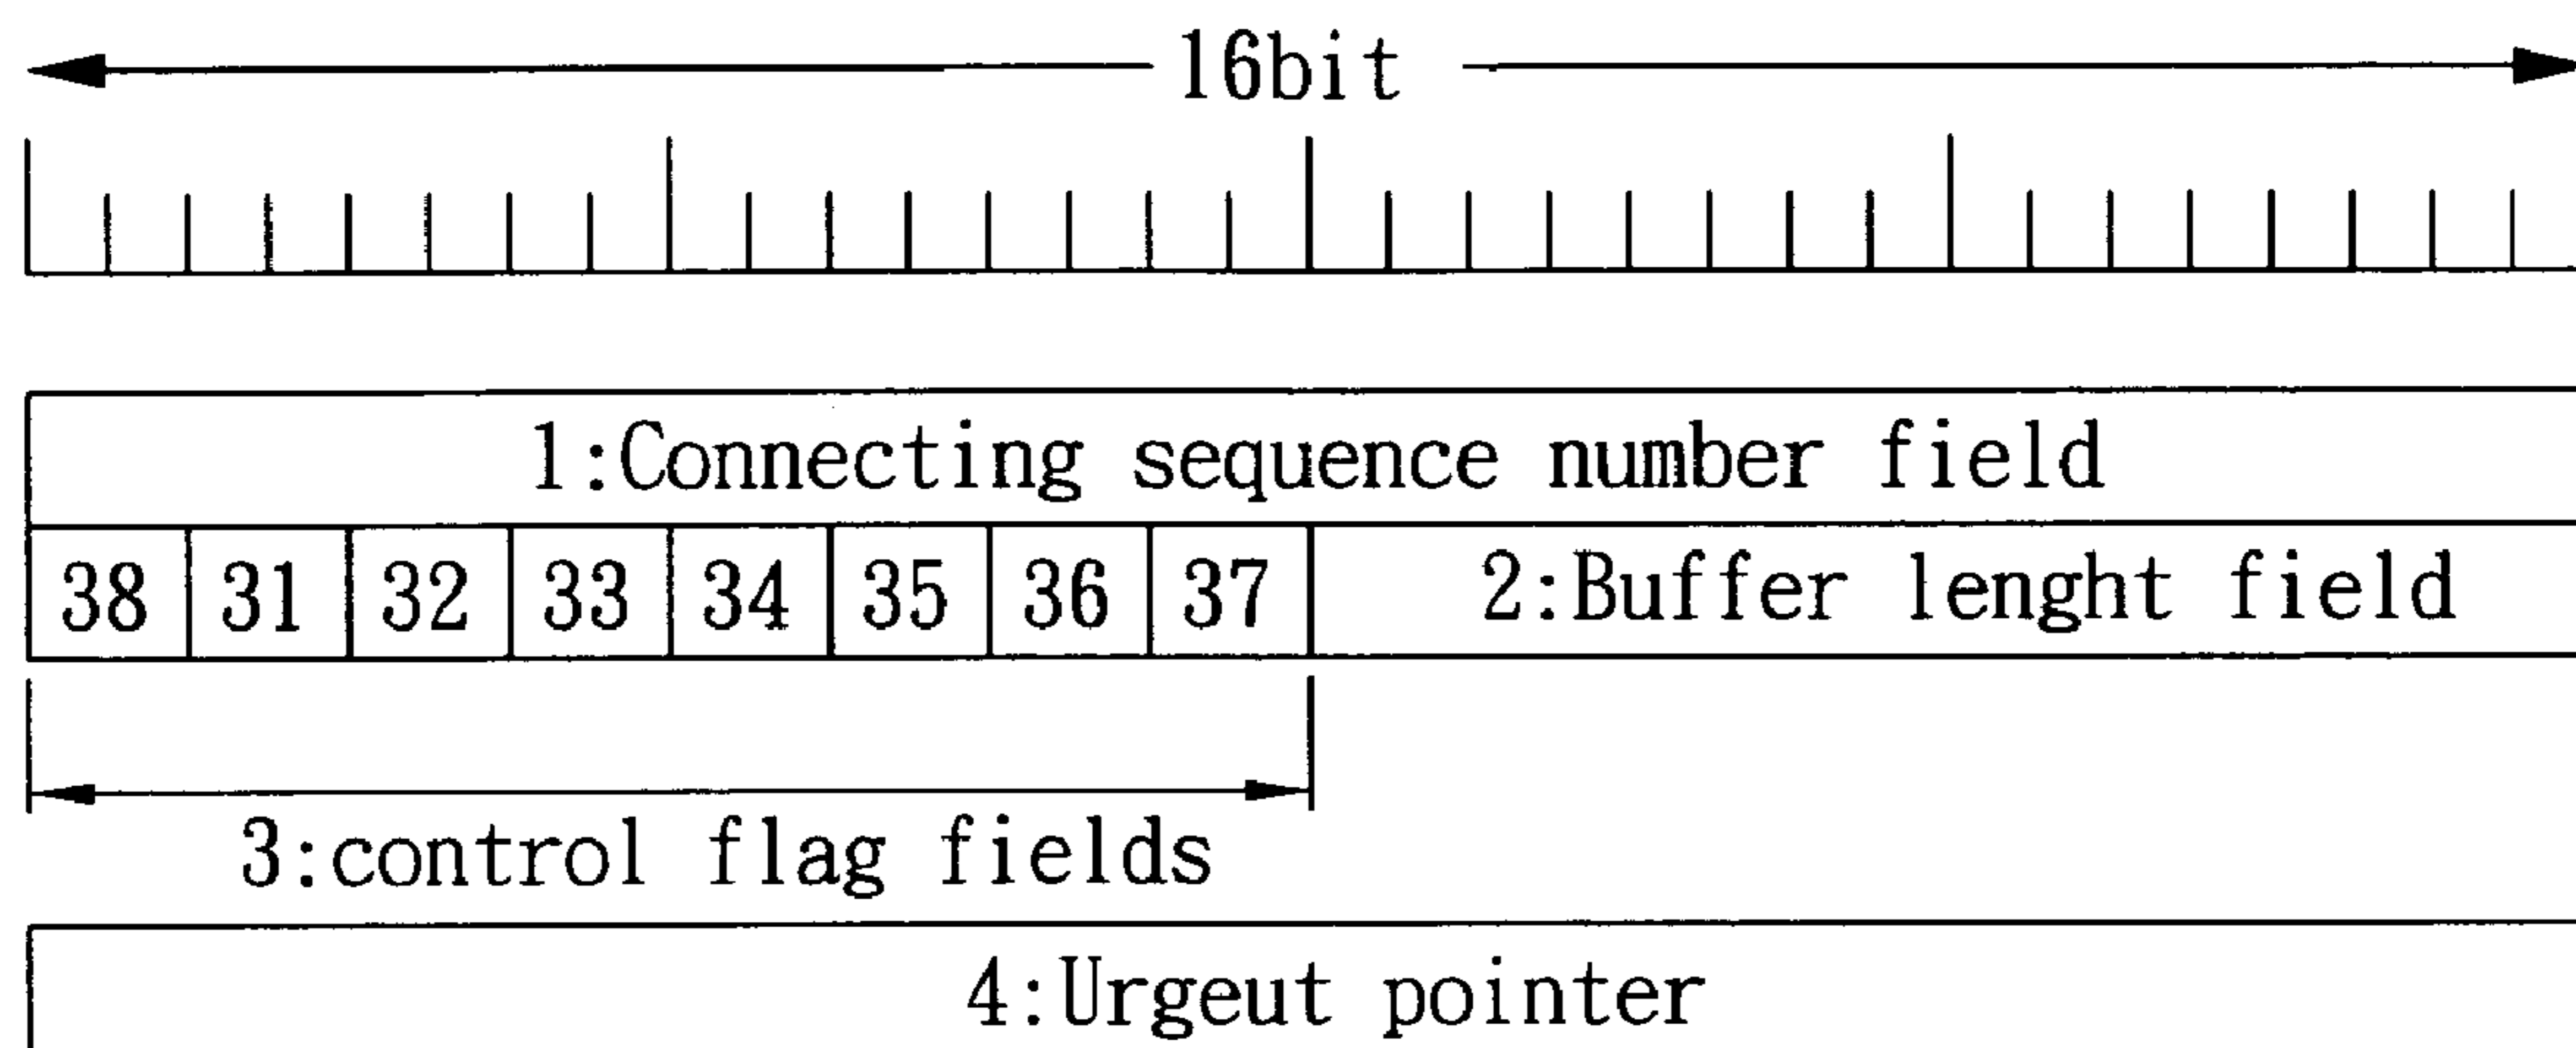 16bit
1:Connecting sequence number field
38 31 32 33 34 35 36 37 2:Buffer lenght field
3:control flag fields
4:Urgeut pointer